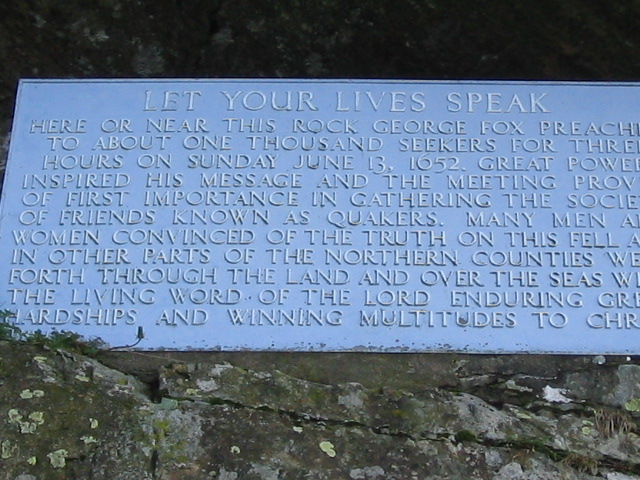 LET YOUR LIVES SPEAK
HERE OR NEAR THIS ROCK GEORGE FOX PREACH
TO ABOUT ONE THOUSAND SEEKERS FOR THREE
HOURS ON SUNDAY JUNE 13, 1652. GREAT POWE
INSPIRED HIS MESSAGE AND THE MEETING PROV
OF FIRST IMPORTANCE IN GATHERING THE SOCIE
OF FRIENDS KNOWN AS QUAKERS. MANY MEN A
WOMEN CONVINCED OF THE TRUTH ON THIS FELL A
IN OTHER PARTS OF THE NORTHERN COUNTIES WE
FORTH THROUGH THE LAND AND OVER THE SEAS WI
THE LIVING WORD OF THE LORD ENDURING GR
HARDSHIPS AND WINNING MULTITUDES TO CHR